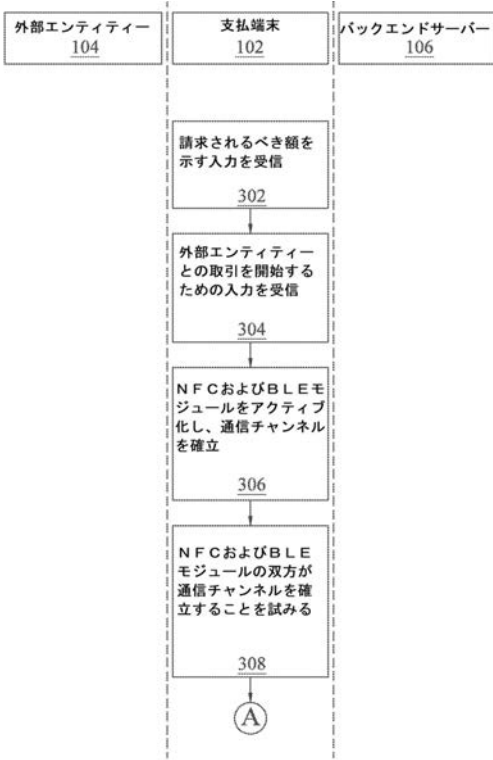 外部エンティティー
104
支払端末
102
バックエンドサーバー
106
請求されるべき額を
示す入力を受信
302
外部エンティティー
との取引を開始する
ための入力を受信
304
ＮＦＣおよびＢＬＥモ
ジュールをアクティブ
化し、通信チャンネル
を確立
306
ＮＦＣおよびＢＬＥ
モジュールの双方が
通信チャンネルを確
立することを試みる
308
A